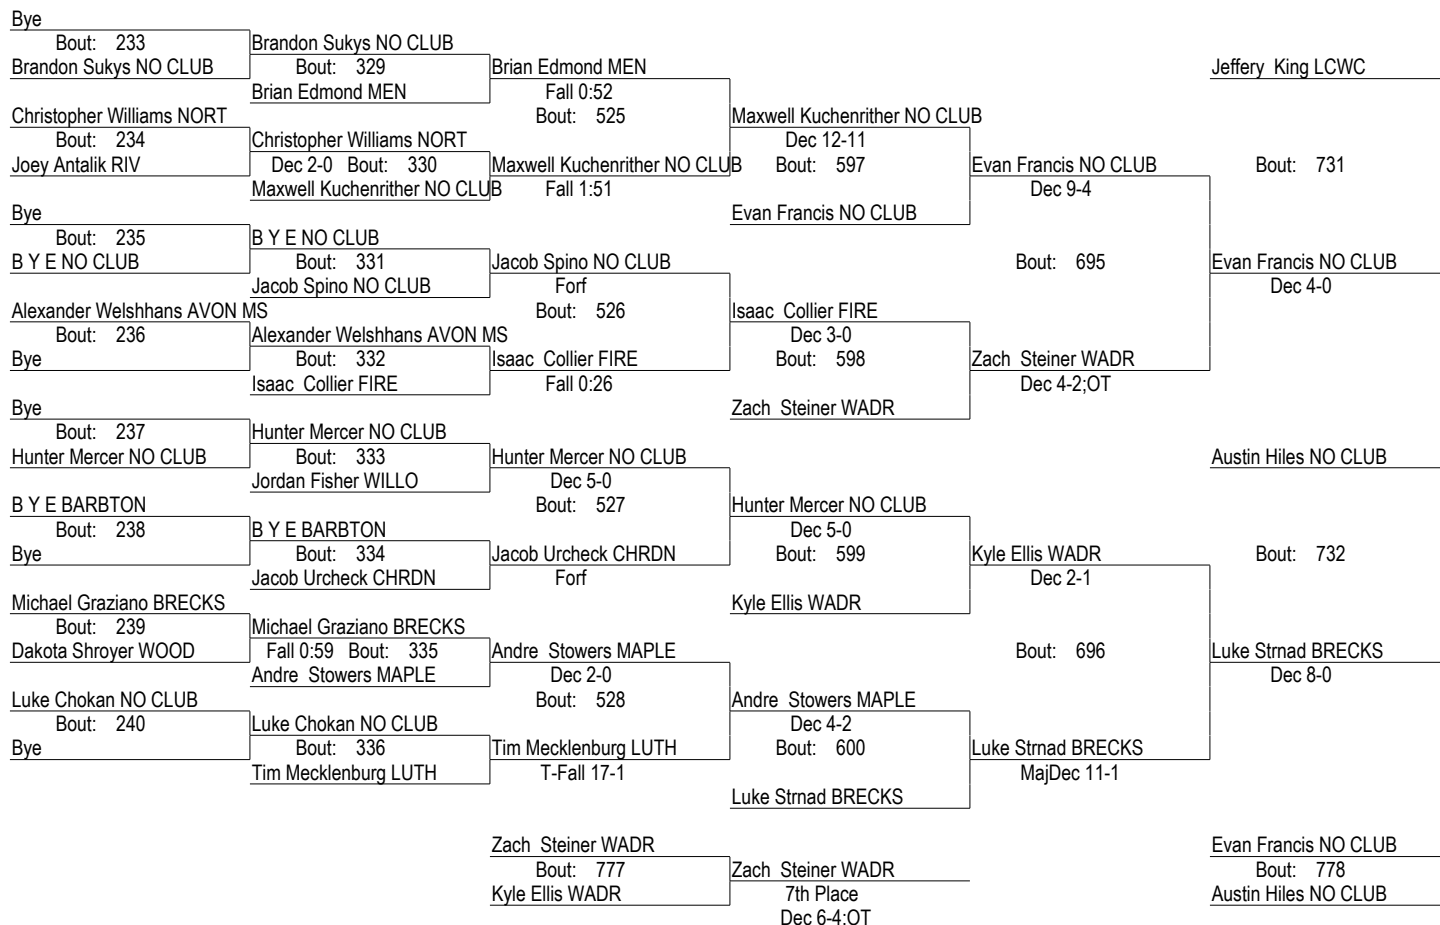 Bye
Bout: 233 Brandon Sukys NO CLUB
Brandon Sukys NO CLUB Bout: 329 Brian Edmond MEN Jeffery King LCWC
Brian Edmond MEN Fall 0:52
Christopher Williams NORT Bout: 525 Maxwell Kuchenrither NO CLUB
Bout: 234 Christopher Williams NORT Dec 12-11
Joey Antalik RIV Dec 2-0 Bout: 330 Maxwell Kuchenrither NO CLUB Bout: 597 Evan Francis NO CLUB Bout: 731
Maxwell Kuchenrither NO CLUB Fall 1:51 Dec 9-4
Bye Evan Francis NO CLUB
Bout: 235 B Y E NO CLUB
B Y E NO CLUB Bout: 331 Jacob Spino NO CLUB Bout: 695 Evan Francis NO CLUB
Jacob Spino NO CLUB Forf Dec 4-0
Alexander Welshhans AVON MS Bout: 526 Isaac Collier FIRE
Bout: 236 Alexander Welshhans AVON MS Dec 3-0
Bye Bout: 332 Isaac Collier FIRE Bout: 598 Zach Steiner WADR
Isaac Collier FIRE Fall 0:26 Dec 4-2;OT
Bye Zach Steiner WADR
Bout: 237 Hunter Mercer NO CLUB
Hunter Mercer NO CLUB Bout: 333 Hunter Mercer NO CLUB Austin Hiles NO CLUB
Jordan Fisher WILLO Dec 5-0
B Y E BARBTON Bout: 527 Hunter Mercer NO CLUB
Bout: 238 B Y E BARBTON Dec 5-0
Bye Bout: 334 Jacob Urcheck CHRDN Bout: 599 Kyle Ellis WADR Bout: 732
Jacob Urcheck CHRDN Forf Dec 2-1
Michael Graziano BRECKS Kyle Ellis WADR
Bout: 239 Michael Graziano BRECKS
Dakota Shroyer WOOD Fall 0:59 Bout: 335 Andre Stowers MAPLE Bout: 696 Luke Strnad BRECKS
Andre Stowers MAPLE Dec 2-0 Dec 8-0
Luke Chokan NO CLUB Bout: 528 Andre Stowers MAPLE
Bout: 240 Luke Chokan NO CLUB Dec 4-2
Bye Bout: 336 Tim Mecklenburg LUTH Bout: 600 Luke Strnad BRECKS
Tim Mecklenburg LUTH T-Fall 17-1 MajDec 11-1
Luke Strnad BRECKS
Zach Steiner WADR Evan Francis NO CLUB
Bout: 777 Zach Steiner WADR Bout: 778
Kyle Ellis WADR 7th Place Austin Hiles NO CLUB
Dec 6-4;OT